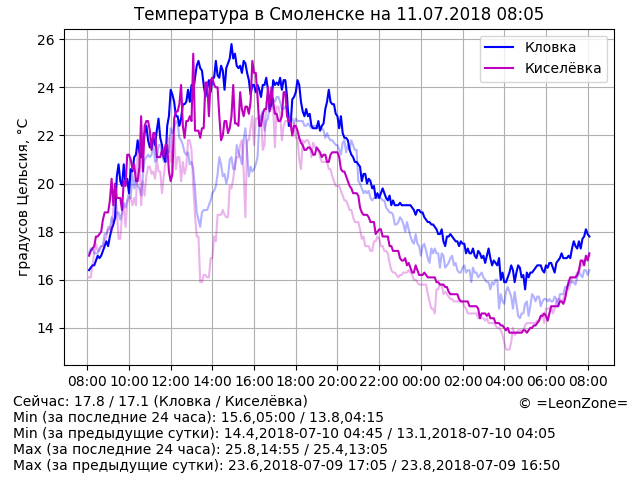 Температура в Смоленске на 11.07.2018 08:05
Кловка
Киселёвка
градусов Цельсия, °C
26
24
22
20
18
16
14
08:00 10:00 12:00 14:00 16:00 18:00 20:00 22:00 00:00 02:00 04:00 06:00 08:00
Сейчас: 17.8 / 17.1 (Кловка / Киселёвка)
© =LeonZone=
Min (за последние 24 часа): 15.6,05:00 / 13.8,04:15
Min (за предыдущие сутки): 14.4,2018-07-10 04:45 / 13.1,2018-07-10 04:05
Max (за последние 24 часа): 25.8,14:55 / 25.4,13:05
Max (за предыдущие сутки): 23.6,2018-07-09 17:05 / 23.8,2018-07-09 16:50